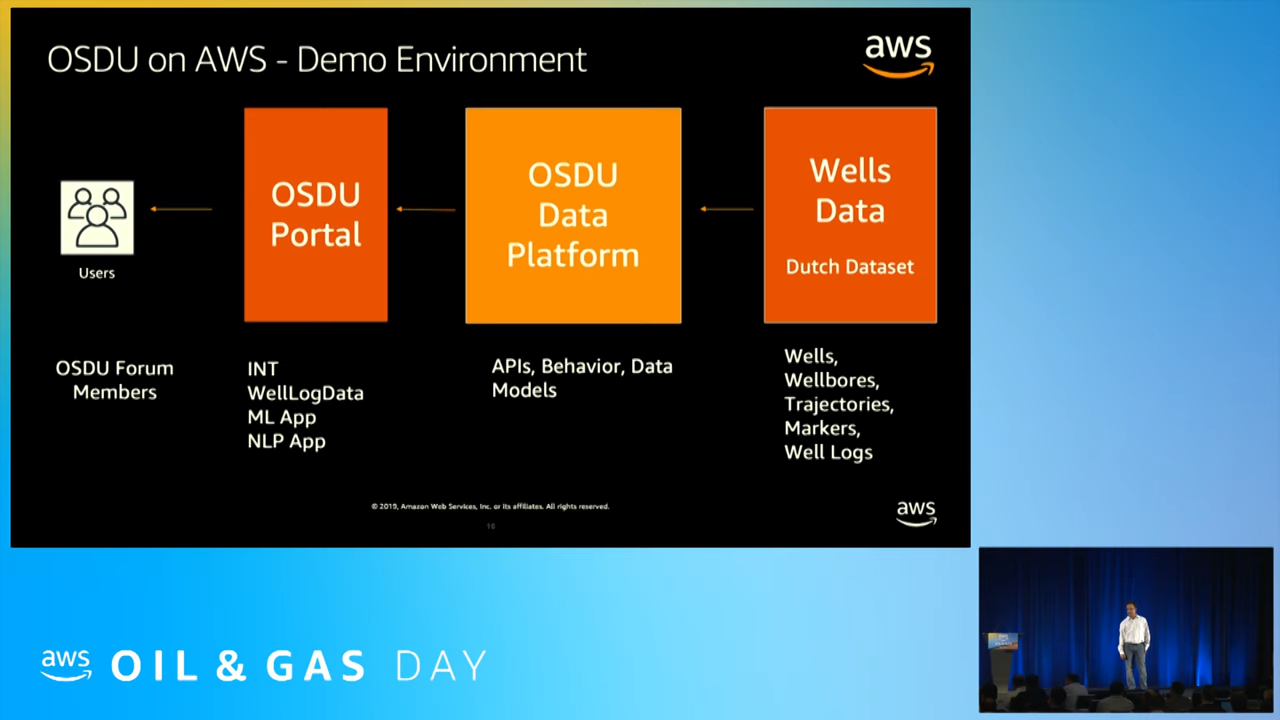 OSDU on AWS - Demo Environment
aws
OSDU
Portal
OSDU
Data
Platform
Wells
Data
Dutch Dataset
Users
OSDU Forum
Members
INT
WellLogData
ML App
NLP App
APIs, Behavior, Data
Models
Wells,
Wellbores,
Trajectories,
Markers,
Well Logs
© 2019, Amazon Web Services, Inc. or its affiliates. All rights reserved.
16
aws
aws OIL & GAS DAY